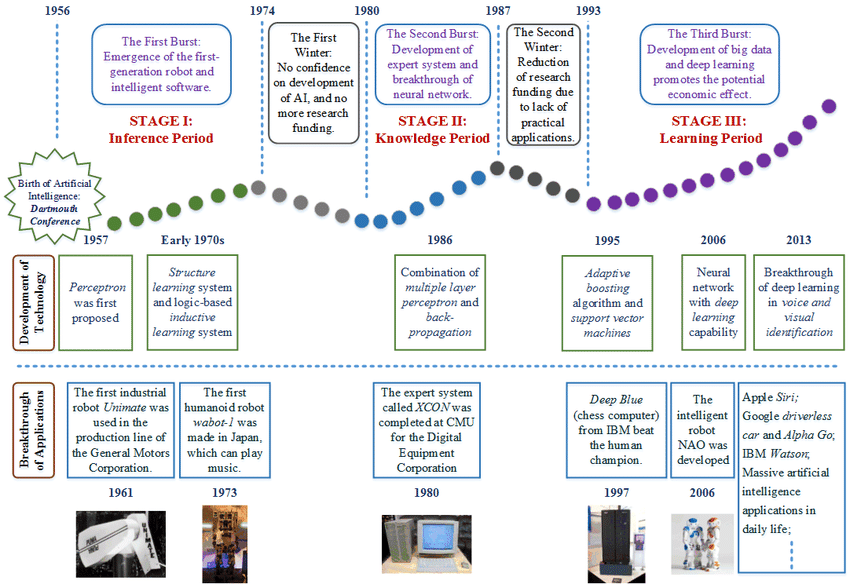 1956
1974
1980
1987
1993
The First Burst:
Emergence of the first-
generation robot and
intelligent software.
The First
Winter:
No confidence
on development
of AI, and no
more research
funding.
The Second Burst:
Development of
expert system and
breakthrough of
neural network.
The Second
Winter:
Reduction
of research
funding due
to lack of
practical
applications.
The Third Burst:
Development of big data
and deep learning
promotes the potential
economic effect.
STAGE I:
Inference Period
STAGE II:
Knowledge Period
STAGE III:
Learning Period
Birth of Artificial
Intelligence:
Dartmouth
Conference
1957
Early 1970s
1986
1995
2006
2013
Development of
Technology
Perceptron
was first
proposed
Structure
learning system
and logic-based
inductive
learning system
Combination of
multiple layer
perceptron and
back-
propagation
Adaptive
boosting
algorithm and
support vector
machines
Neural
network
with deep
learning
capability
Breakthrough
of deep learning
in voice and
visual
identification
Breakthrough
of Applications
The first industrial
robot Unimate was
used in the
production line of
the General Motors
Corporation.
The first
humanoid robot
wabot-1 was
made in Japan,
which can play
music.
The expert system
called XCON was
completed at CMU
for the Digital
Equipment
Corporation
Deep Blue
(chess computer)
from IBM beat
the human
champion.
The
intelligent
robot
NAO was
developed
Apple Siri;
Google driverless
car and Alpha Go;
IBM Watson;
Massive artificial
intelligence
applications in
daily life;
1961
1973
1980
1997
2006
UNIMATE